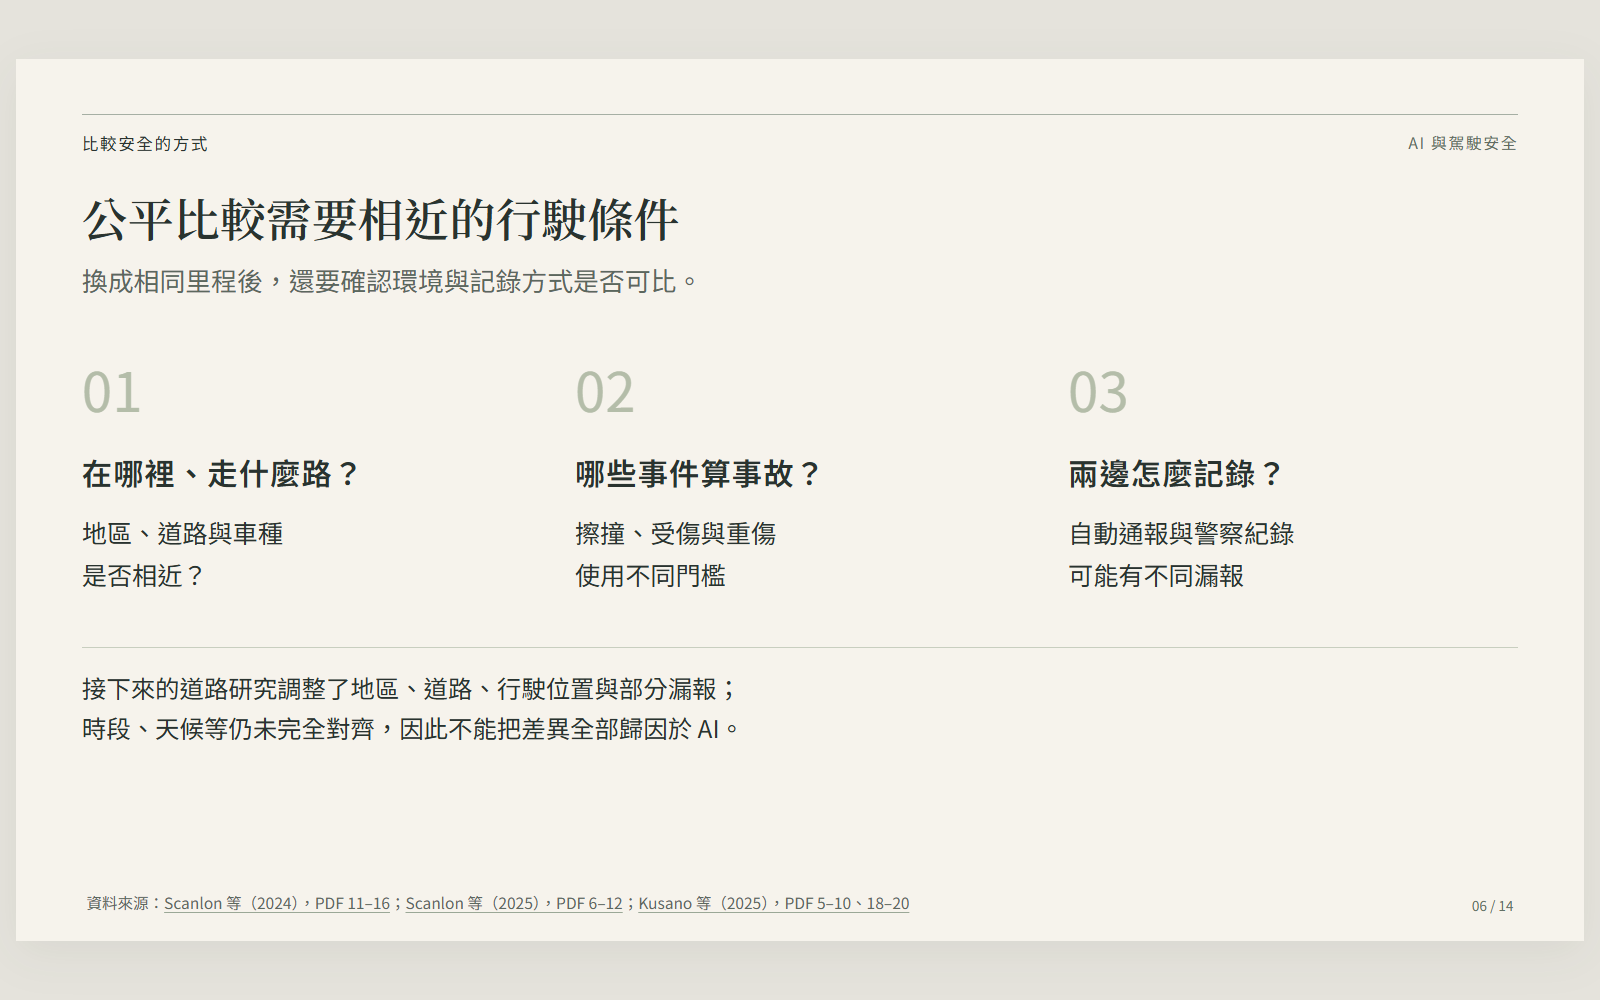 比較安全的方式
AI 與駕駛安全
公平比較需要相近的行駛條件
換成相同里程後，還要確認環境與記錄方式是否可比。
01
在哪裡、走什麼路？
地區、道路與車種
是否相近？
02
哪些事件算事故？
擦撞、受傷與重傷
使用不同門檻
03
兩邊怎麼記錄？
自動通報與警察紀錄
可能有不同漏報
接下來的道路研究調整了地區、道路、行駛位置與部分漏報；
時段、天候等仍未完全對齊，因此不能把差異全部歸因於 AI。
資料來源：Scanlon 等（2024），PDF 11–16；Scanlon 等（2025），PDF 6–12；Kusano 等（2025），PDF 5–10、18–20
06 / 14